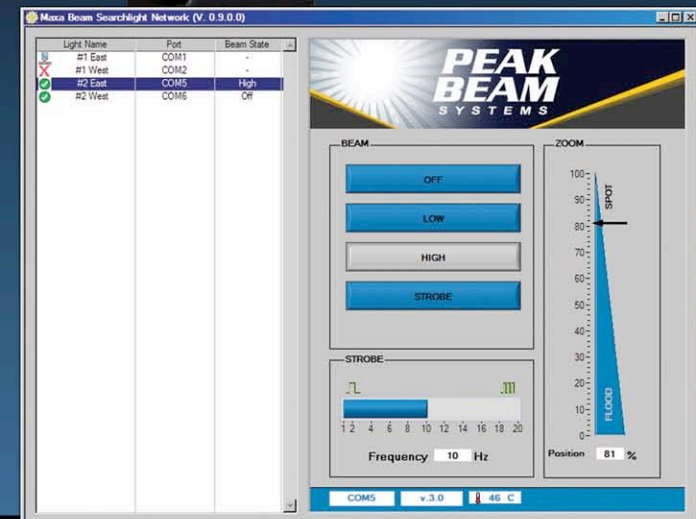 Maxa Beam Searchlight Network (V. 0.9.0.0)
Light Name Port Beam State
#1 East COM1 -
#1 West COM2 -
#2 East COM5 High
#2 West COM6 Off
PEAK
BEAM
SYSTEMS
BEAM
OFF
LOW
HIGH
STROBE
ZOOM
100
90
80
70
60
50
40
30
20
10
0
SPOT
FLOOD
Position 81 %
STROBE
1 2 4 6 8 10 12 14 16 18 20
Frequency 10 Hz
COM5 v.3.0 46 C